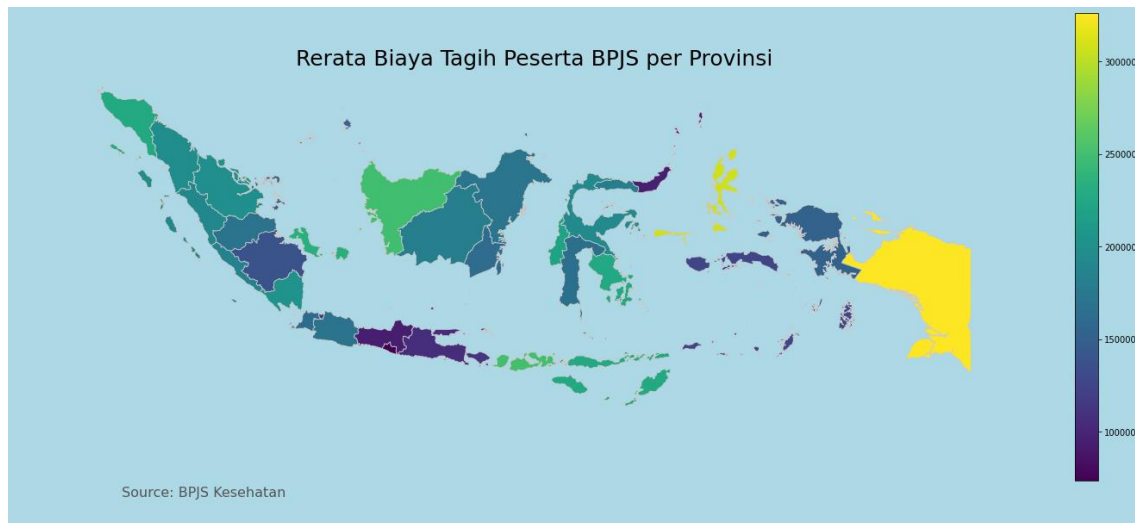 Rerata Biaya Tagih Peserta BPJS per Provinsi
300000
250000
200000
150000
100000
Source: BPJS Kesehatan